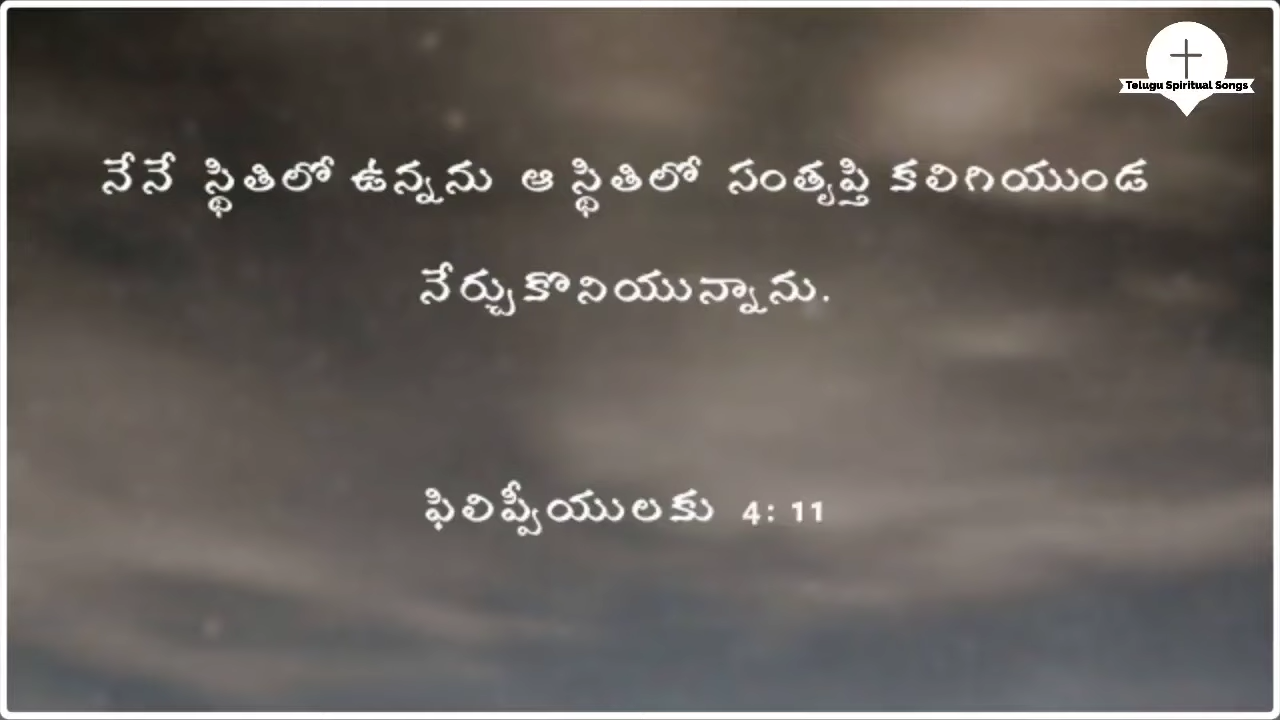 Telugu Spiritual Songs
నేనే స్థితిలో ఉన్నను ఆ స్థితిలో సంతృప్తి కలిగియుండ
నేర్చుకొనియున్నాను.
ఫిలిప్పీయులకు 4: 11